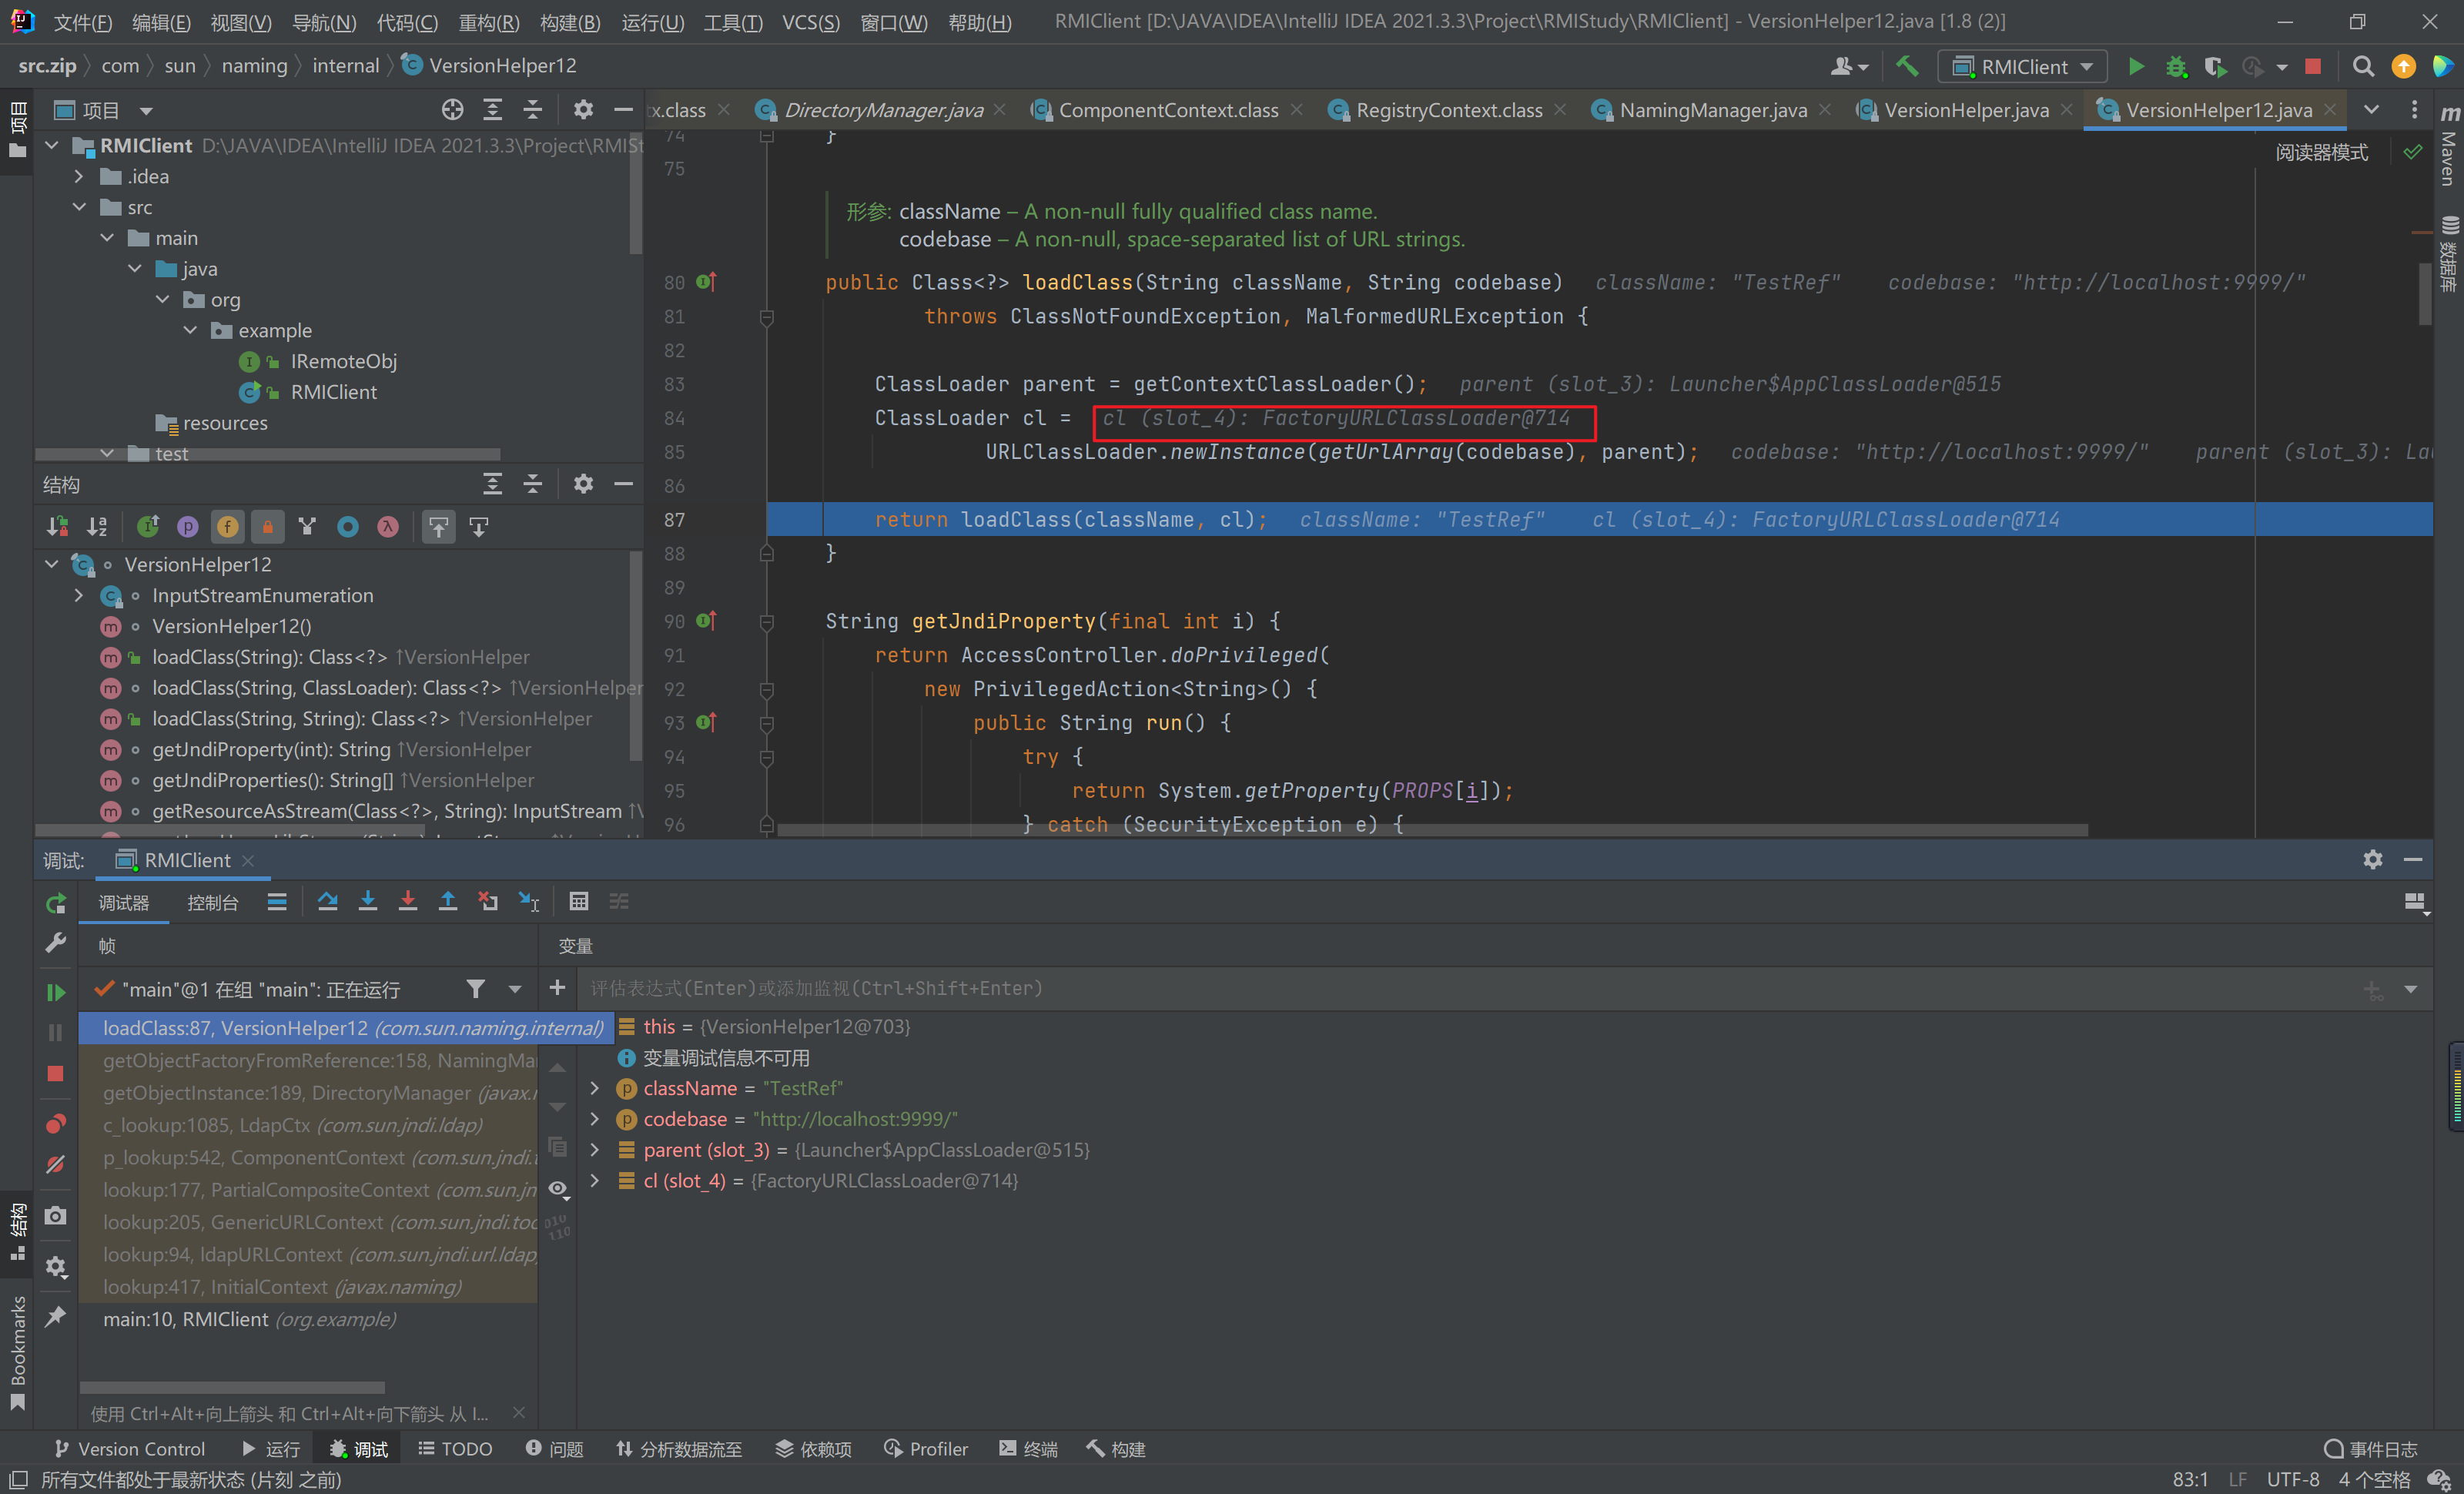 文件(F) 编辑(E) 视图(V) 导航(N) 代码(C) 重构(R) 构建(B) 运行(U) 工具(T) VCS(S) 窗口(W) 帮助(H) RMIClient [D:\JAVA\IDEA\IntelliJ IDEA 2021.3.3\Project\RMIStudy\RMIClient] - VersionHelper12.java [1.8 (2)]
src.zip com sun naming internal VersionHelper12 RMIClient
项目
x.class DirectoryManager.java ComponentContext.class RegistryContext.class NamingManager.java VersionHelper.java VersionHelper12.java
项目
Maven
数据库
RMIClient D:\JAVA\IDEA\IntelliJ IDEA 2021.3.3\Project\RMISt
.idea
src
main
java
org
example
IRemoteObj
RMIClient
resources
test
阅读器模式
74 }
75
形参: className – A non-null fully qualified class name.
codebase – A non-null, space-separated list of URL strings.
80 public Class<?> loadClass(String className, String codebase) className: "TestRef" codebase: "http://localhost:9999/"
81 throws ClassNotFoundException, MalformedURLException {
82
83 ClassLoader parent = getContextClassLoader(); parent (slot_3): Launcher$AppClassLoader@515
84 ClassLoader cl = cl (slot_4): FactoryURLClassLoader@714
85 URLClassLoader.newInstance(getUrlArray(codebase), parent); codebase: "http://localhost:9999/" parent (slot_3): La
86
87 return loadClass(className, cl); className: "TestRef" cl (slot_4): FactoryURLClassLoader@714
88 }
89
90 String getJndiProperty(final int i) {
91 return AccessController.doPrivileged(
92 new PrivilegedAction<String>() {
93 public String run() {
94 try {
95 return System.getProperty(PROPS[i]);
96 } catch (SecurityException e) {
结构
VersionHelper12
InputStreamEnumeration
VersionHelper12()
loadClass(String): Class<?> ↑VersionHelper
loadClass(String, ClassLoader): Class<?> ↑VersionHelper
loadClass(String, String): Class<?> ↑VersionHelper
getJndiProperty(int): String ↑VersionHelper
getJndiProperties(): String[] ↑VersionHelper
getResourceAsStream(Class<?>, String): InputStream ↑V
调试: RMIClient
调试器 控制台
帧
变量
"main"@1 在组 "main": 正在运行
评估表达式(Enter)或添加监视(Ctrl+Shift+Enter)
loadClass:87, VersionHelper12 (com.sun.naming.internal)
getObjectFactoryFromReference:158, NamingMa
getObjectInstance:189, DirectoryManager (javax.
c_lookup:1085, LdapCtx (com.sun.jndi.ldap)
p_lookup:542, ComponentContext (com.sun.jndi.t
lookup:177, PartialCompositeContext (com.sun.jn
lookup:205, GenericURLContext (com.sun.jndi.too
lookup:94, ldapURLContext (com.sun.jndi.url.ldap
lookup:417, InitialContext (javax.naming)
main:10, RMIClient (org.example)
this = {VersionHelper12@703}
变量调试信息不可用
className = "TestRef"
codebase = "http://localhost:9999/"
parent (slot_3) = {Launcher$AppClassLoader@515}
cl (slot_4) = {FactoryURLClassLoader@714}
结构
Bookmarks
使用 Ctrl+Alt+向上箭头 和 Ctrl+Alt+向下箭头 从 I...
Version Control 运行 调试 TODO 问题 分析数据流至 依赖项 Profiler 终端 构建 事件日志
所有文件都处于最新状态 (片刻 之前) 83:1 LF UTF-8 4 个空格